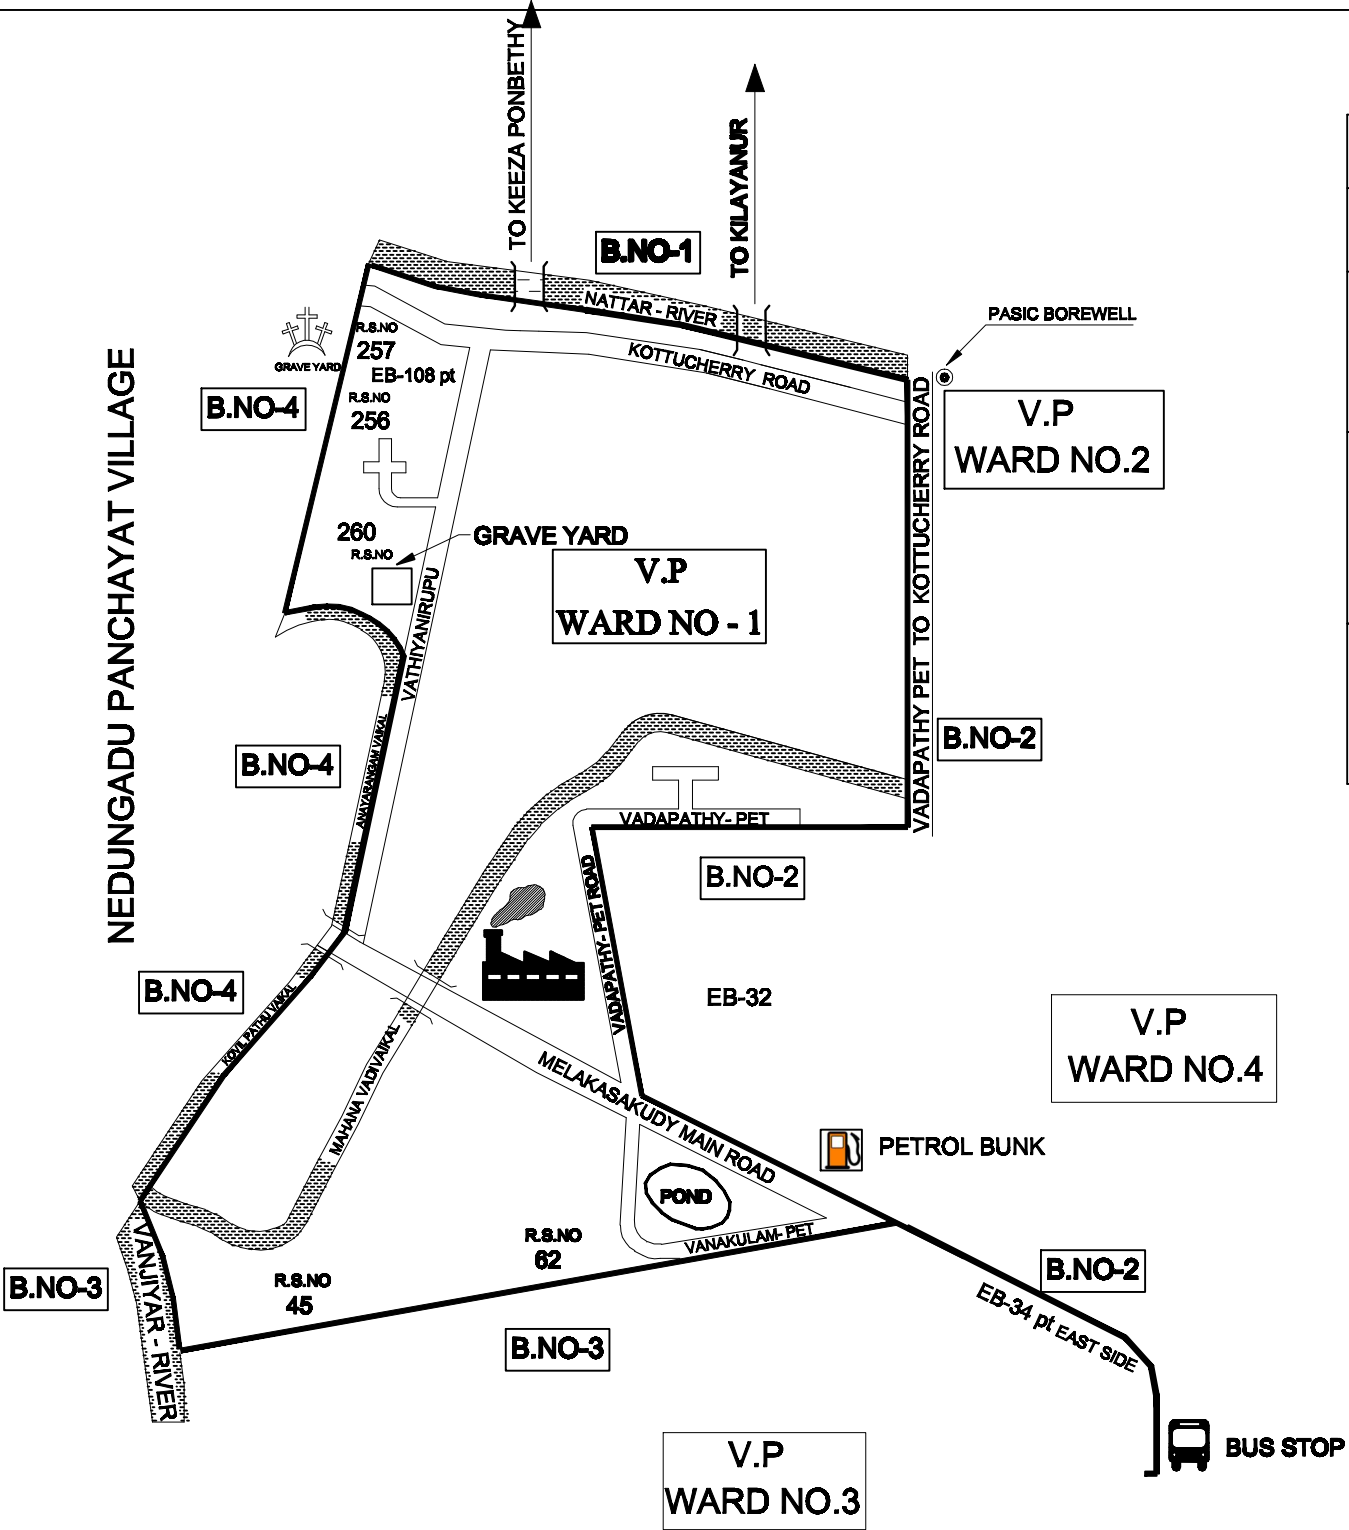 TO KEEZA PONBETHY
TO KILAYANUR
B.NO-1
NATTAR - RIVER
PASIC BOREWELL
KOTTUCHERRY ROAD
R.S.NO
257
GRAVE YARD
EB-108 pt
B.NO-4
R.S.NO
256
V.P
WARD NO.2
VADAPATHY PET TO KOTTUCHERRY ROAD
NEDUNGADU PANCHAYAT VILLAGE
260
R.S.NO
GRAVE YARD
V.P
WARD NO - 1
VATHIYANIRUPU
B.NO-2
B.NO-4
ANAYARANGAM VAIKAL
VADAPATHY- PET
B.NO-2
VADAPATHY- PET ROAD
B.NO-4
EB-32
KOVIL PATHU VAIKAL
MAHANA VADIVAIKAL
V.P
WARD NO.4
MELAKASAKUDY MAIN ROAD
PETROL BUNK
POND
R.S.NO
62
VANAKULAM- PET
B.NO-3
VANJIYAR - RIVER
R.S.NO
45
B.NO-2
EB-34 pt EAST SIDE
B.NO-3
V.P
WARD NO.3
BUS STOP